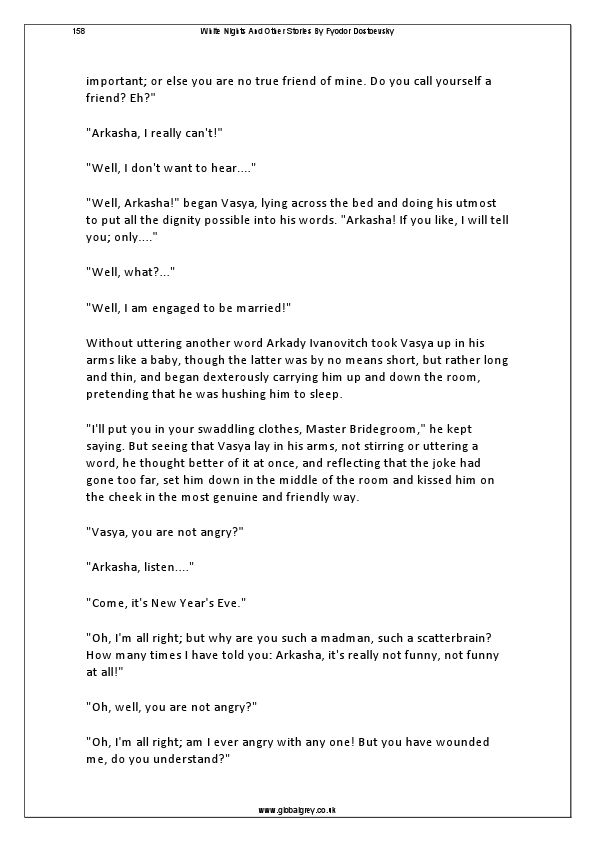 158 White Nights And Other Stories By Fyodor Dostoevsky
important; or else you are no true friend of mine. Do you call yourself a
friend? Eh?"
"Arkasha, I really can't!"
"Well, I don't want to hear...."
"Well, Arkasha!" began Vasya, lying across the bed and doing his utmost
to put all the dignity possible into his words. "Arkasha! If you like, I will tell
you; only...."
"Well, what?..."
"Well, I am engaged to be married!"
Without uttering another word Arkady Ivanovitch took Vasya up in his
arms like a baby, though the latter was by no means short, but rather long
and thin, and began dexterously carrying him up and down the room,
pretending that he was hushing him to sleep.
"I'll put you in your swaddling clothes, Master Bridegroom," he kept
saying. But seeing that Vasya lay in his arms, not stirring or uttering a
word, he thought better of it at once, and reflecting that the joke had
gone too far, set him down in the middle of the room and kissed him on
the cheek in the most genuine and friendly way.
"Vasya, you are not angry?"
"Arkasha, listen...."
"Come, it's New Year's Eve."
"Oh, I'm all right; but why are you such a madman, such a scatterbrain?
How many times I have told you: Arkasha, it's really not funny, not funny
at all!"
"Oh, well, you are not angry?"
"Oh, I'm all right; am I ever angry with any one! But you have wounded
me, do you understand?"
www.globalgrey.co.uk